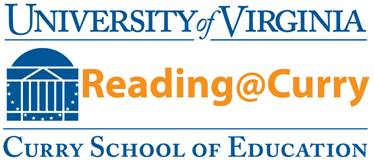 UNIVERSITY of VIRGINIA
Reading@Curry
CURRY SCHOOL OF EDUCATION